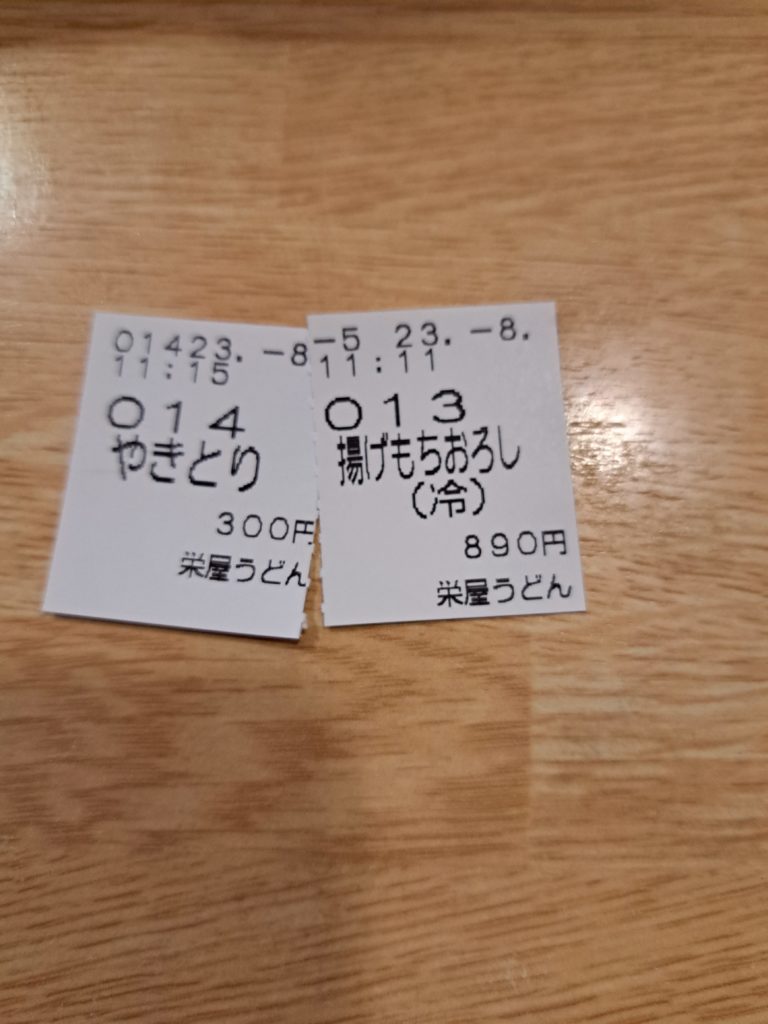 01423. -8
11:15
014
やきとり
300円
栄屋うどん
-5 23. -8.
11:11
013
揚げもちおろし
(冷)
890円
栄屋うどん